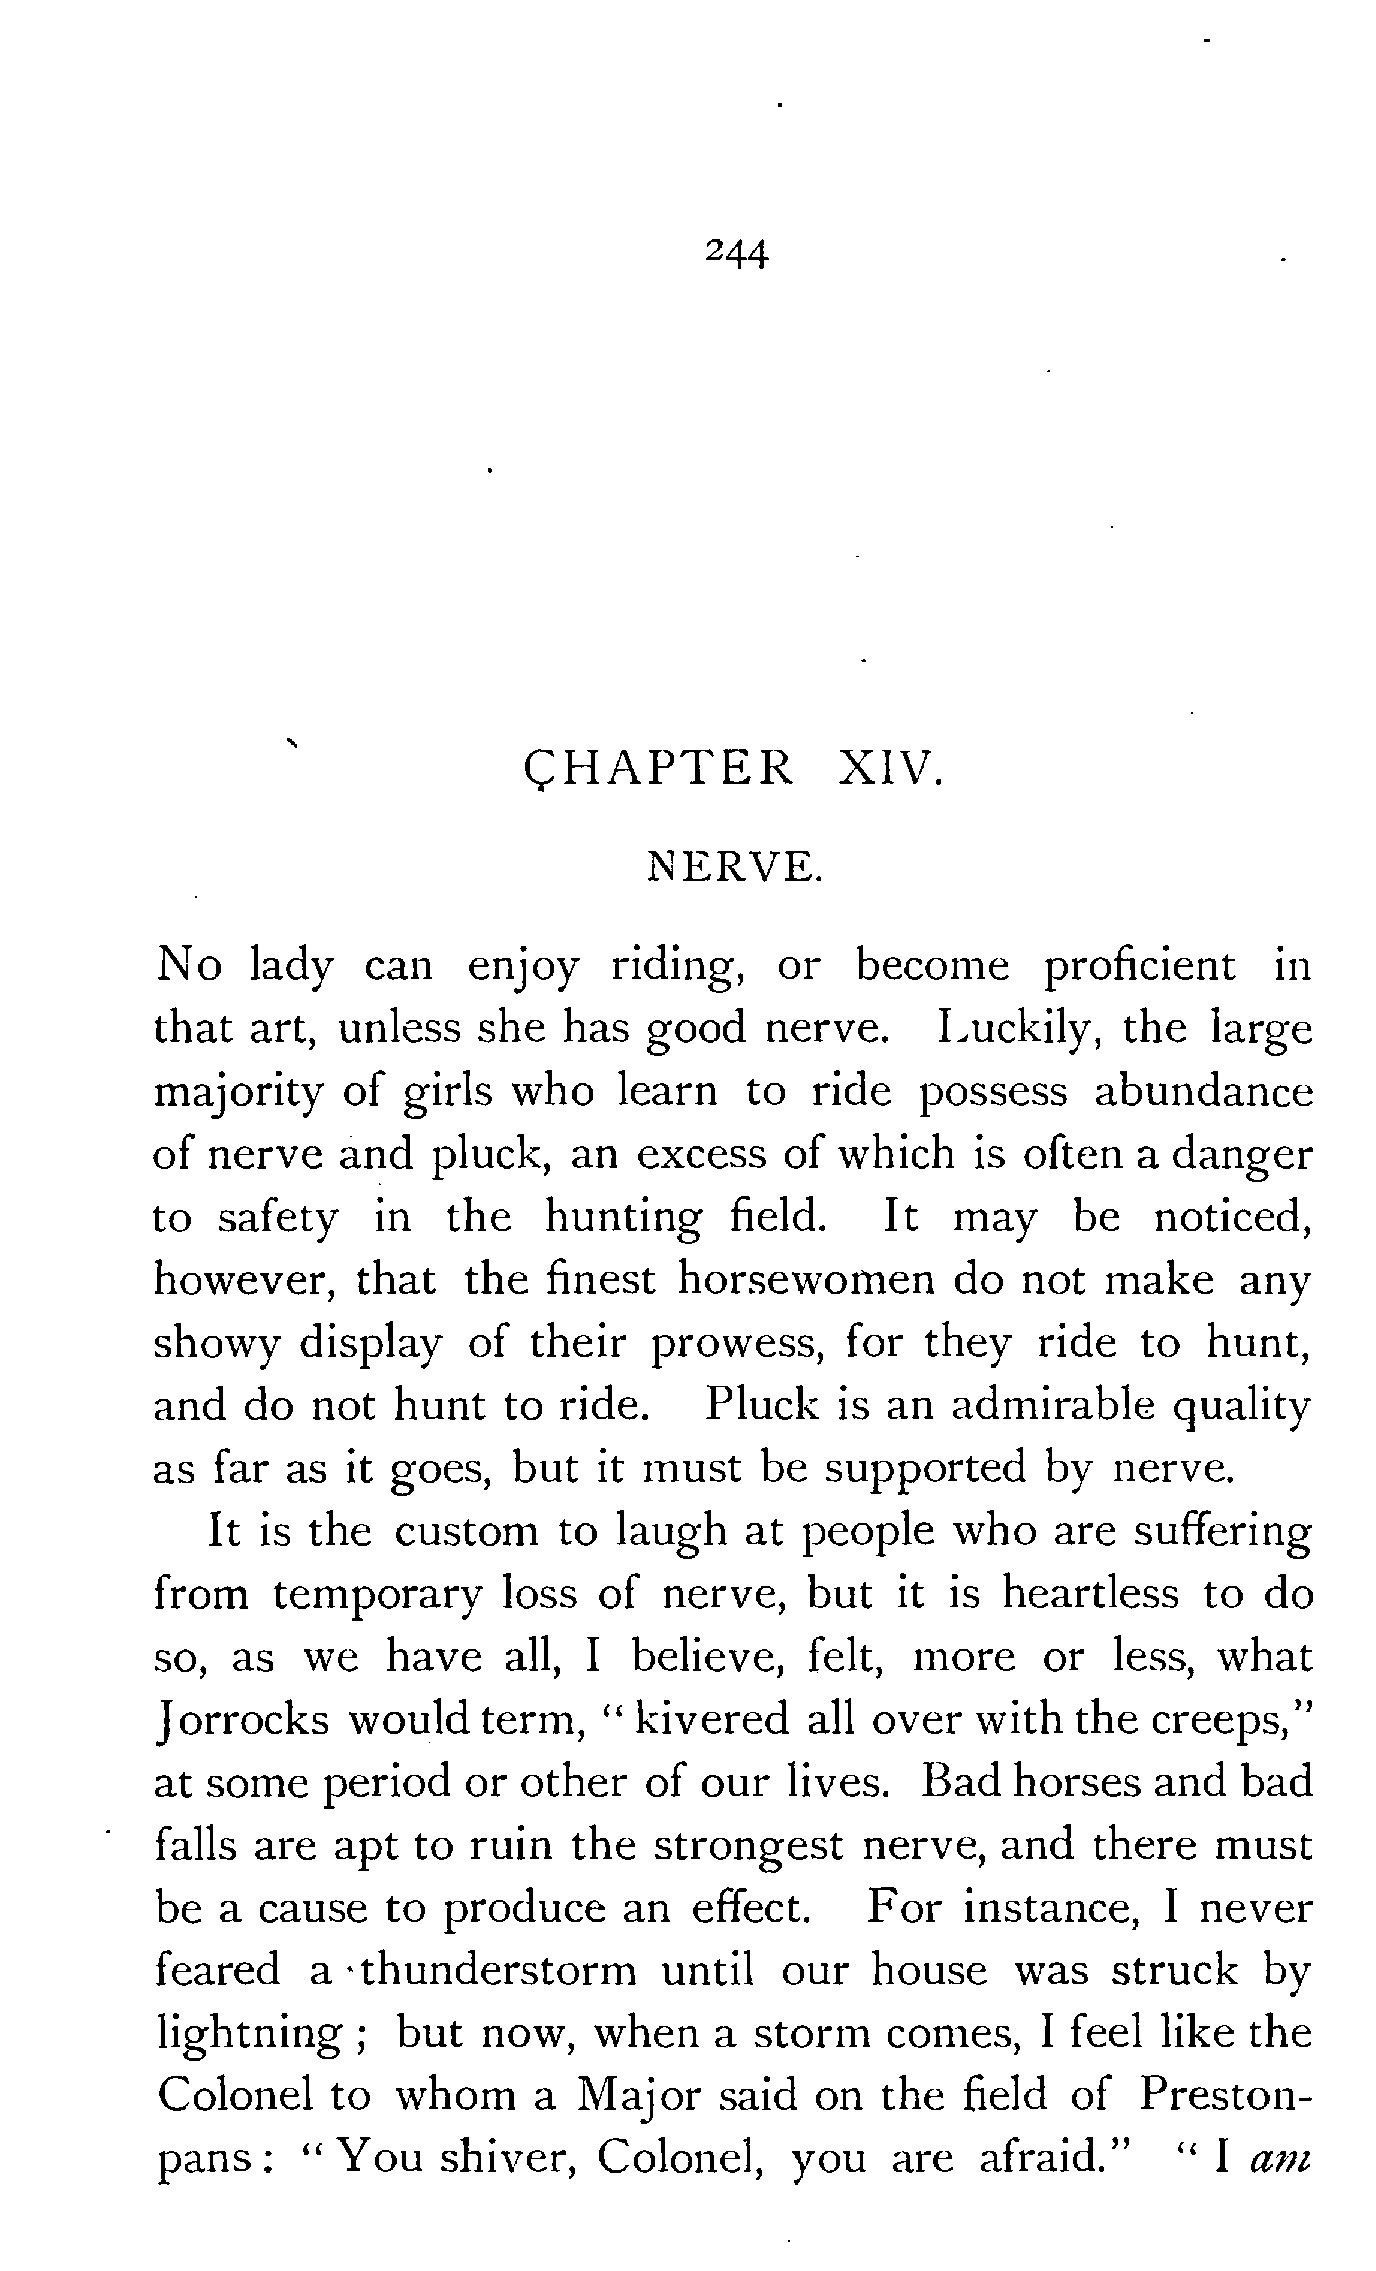 244
CHAPTER XIV.
NERVE.
No lady can enjoy riding, or become proficient in
that art, unless she has good nerve. Luckily, the large
majority of girls who learn to ride possess abundance
of nerve and pluck, an excess of which is often a danger
to safety in the hunting field. It may be noticed,
however, that the finest horsewomen do not make any
showy display of their prowess, for they ride to hunt,
and do not hunt to ride. Pluck is an admirable quality
as far as it goes, but it must be supported by nerve.
It is the custom to laugh at people who are suffering
from temporary loss of nerve, but it is heartless to do
so, as we have all, I believe, felt, more or less, what
Jorrocks would term, “ kivered all over with the creeps,”
at some period or other of our lives. Bad horses and bad
falls are apt to ruin the strongest nerve, and there must
be a cause to produce an effect. For instance, I never
feared a thunderstorm until our house was struck by
lightning ; but now, when a storm comes, I feel like the
Colonel to whom a Major said on the field of Preston-
pans : “ You shiver, Colonel, you are afraid.” “ I am